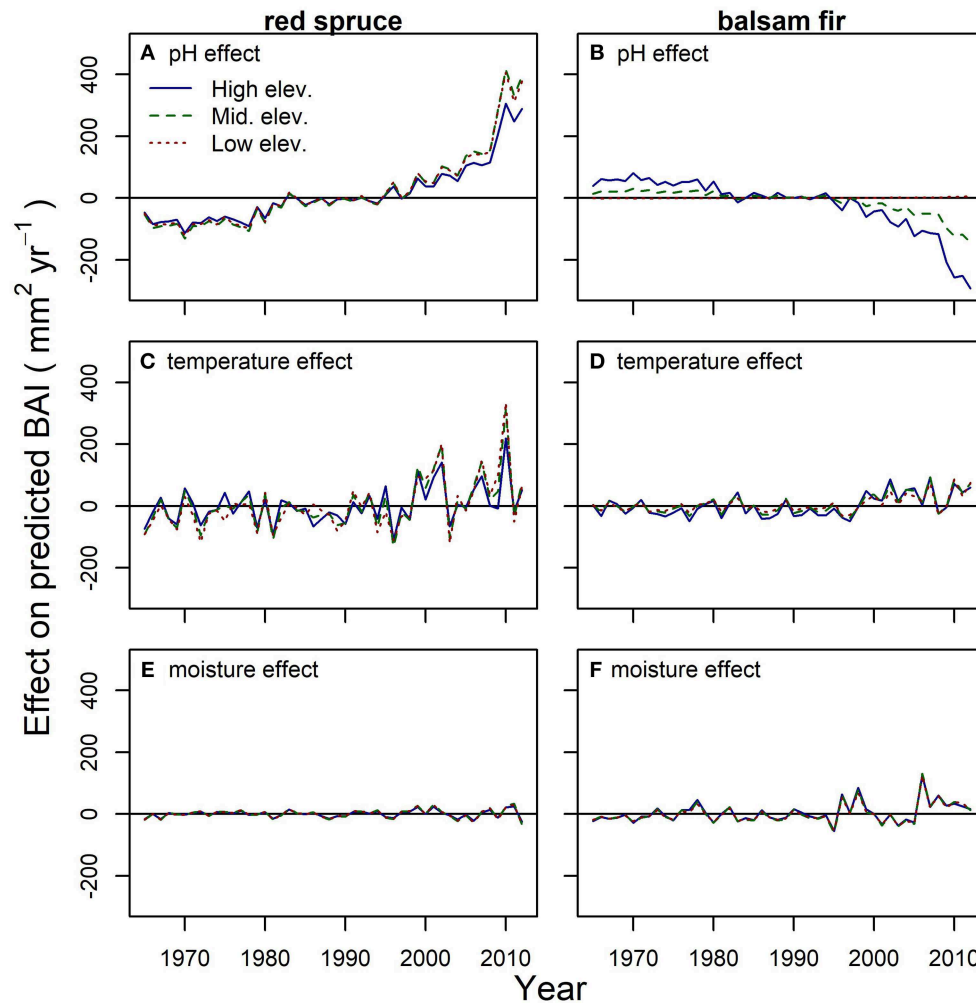 red spruce
balsam fir
A pH effect
High elev.
Mid. elev.
Low elev.
B pH effect
400
200
0
-200
C temperature effect
D temperature effect
400
200
0
-200
E moisture effect
F moisture effect
400
200
0
-200
Effect on predicted BAI ( mm² yr⁻¹ )
1970 1980 1990 2000 2010
1970 1980 1990 2000 2010
Year